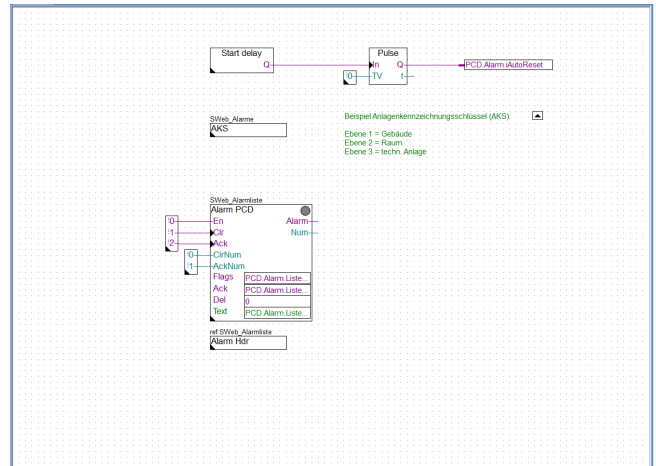 Start delay
Q
Pulse
In Q
TV t
!0
PCD.Alarm.iAutoReset
SWeb_Alarme
AKS
Beispiel Anlagenkennzeichnungsschlüssel (AKS):
Ebene 1 = Gebäude
Ebene 2 = Raum
Ebene 3 = techn. Anlage
SWeb_Alarmliste
Alarm PCD
!0 En Alarm
!1 Clr Num
!2 Ack
!0 ClrNum
!1 AckNum
Flags PCD.Alarm.Liste...
Ack PCD.Alarm.Liste...
Del 0
Text PCD.Alarm.Liste...
ref:SWeb_Alarmliste
Alarm Hdr